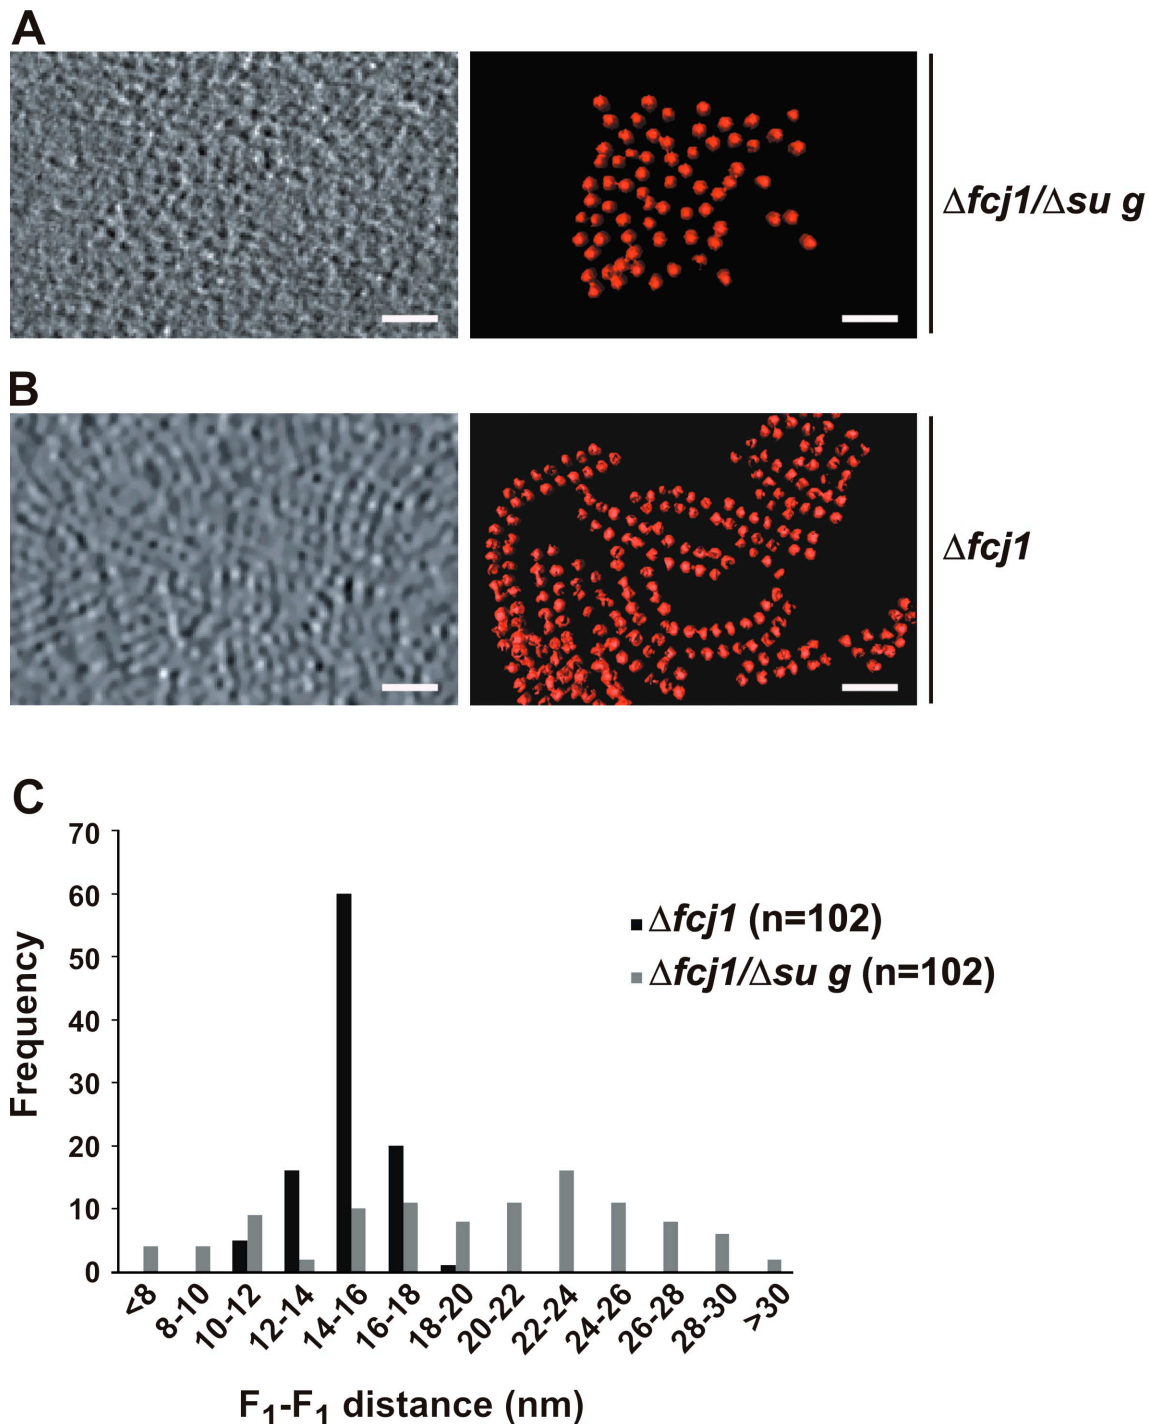 A
Δfcj1/Δsu g
B
Δfcj1
C
70
60
50
40
30
20
10
0
Frequency
Δfcj1 (n=102)
Δfcj1/Δsu g (n=102)
<8
8-10
10-12
12-14
14-16
16-18
18-20
20-22
22-24
24-26
26-28
28-30
>30
F₁-F₁ distance (nm)